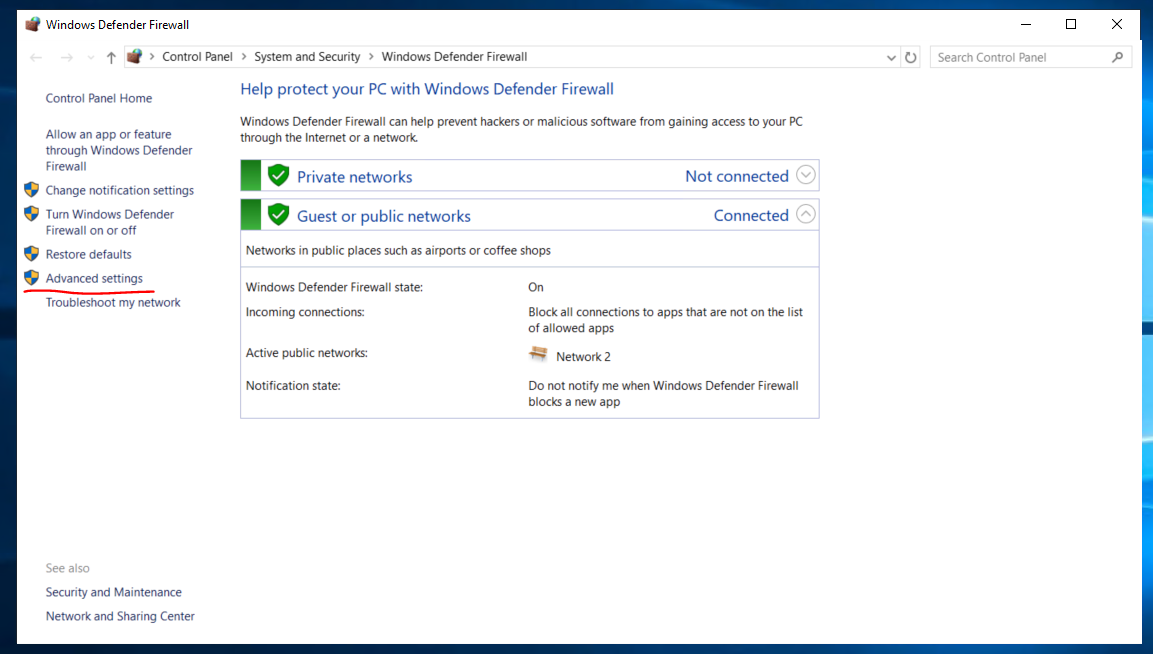 Windows Defender Firewall
Control Panel > System and Security > Windows Defender Firewall
Search Control Panel
Control Panel Home
Allow an app or feature
through Windows Defender
Firewall
Change notification settings
Turn Windows Defender
Firewall on or off
Restore defaults
Advanced settings
Troubleshoot my network
See also
Security and Maintenance
Network and Sharing Center
Help protect your PC with Windows Defender Firewall
Windows Defender Firewall can help prevent hackers or malicious software from gaining access to your PC
through the Internet or a network.
Private networks Not connected
Guest or public networks Connected
Networks in public places such as airports or coffee shops
Windows Defender Firewall state: On
Incoming connections: Block all connections to apps that are not on the list
of allowed apps
Active public networks: Network 2
Notification state: Do not notify me when Windows Defender Firewall
blocks a new app